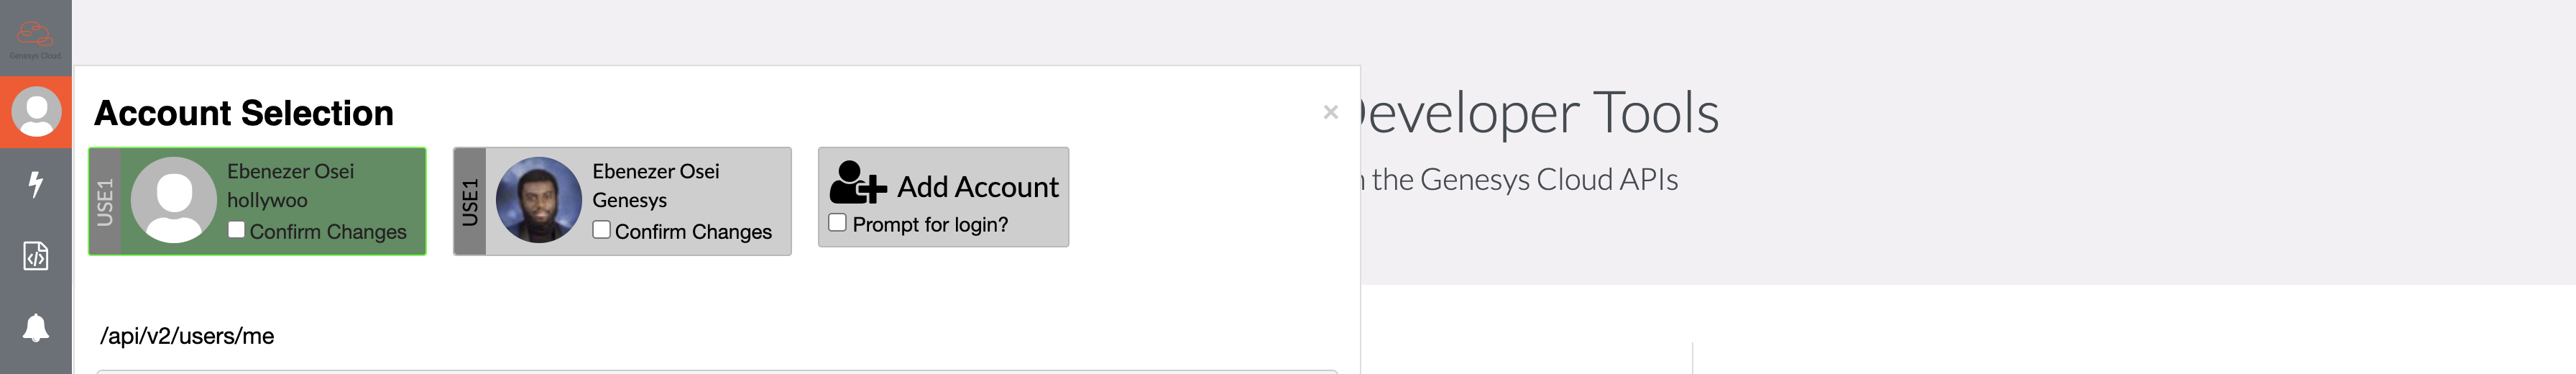 Genesys Cloud
Account Selection
×
USE1
Ebenezer Osei
hollywoo
Confirm Changes
USE1
Ebenezer Osei
Genesys
Confirm Changes
Add Account
Prompt for login?
/api/v2/users/me
eveloper Tools
the Genesys Cloud APIs